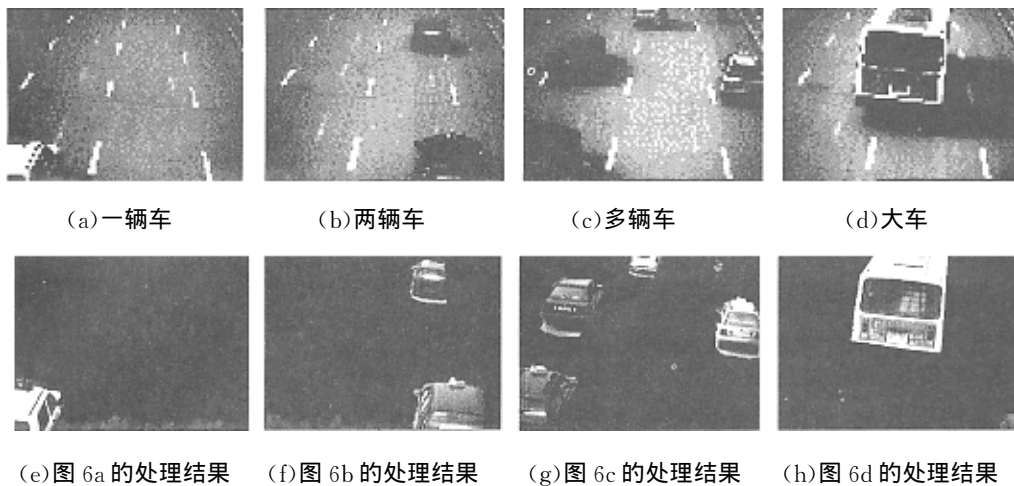 (a)一辆车
(b)两辆车
(c)多辆车
(d)大车
(e)图 6a 的处理结果
(f)图 6b 的处理结果
(g)图 6c 的处理结果
(h)图 6d 的处理结果